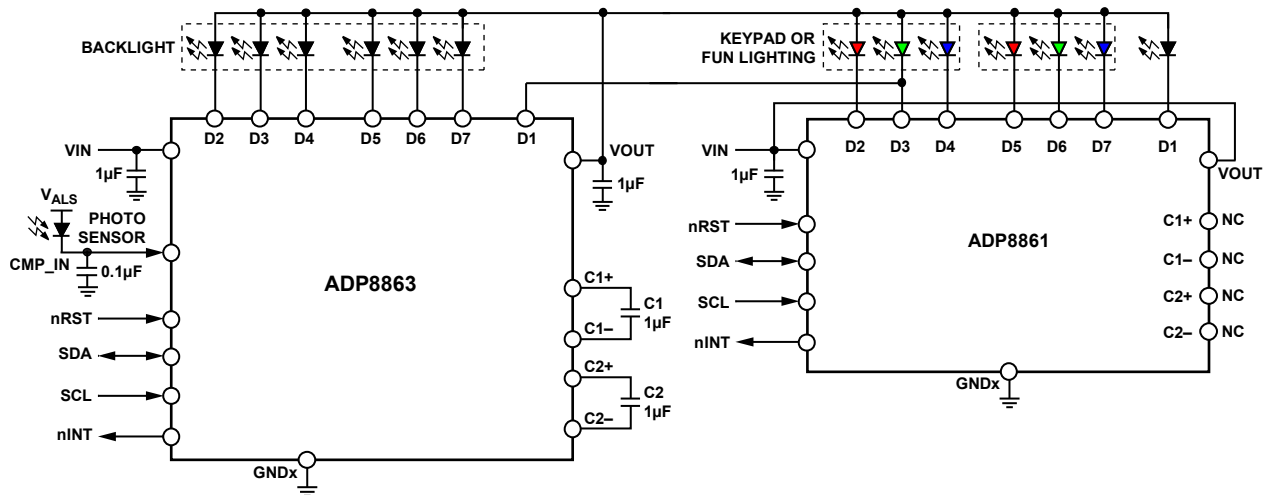 BACKLIGHT
KEYPAD OR
FUN LIGHTING
D2
D3
D4
D5
D6
D7
D1
VIN
1µF
VALS
PHOTO
SENSOR
CMP_IN
0.1µF
nRST
SDA
SCL
nINT
ADP8863
VOUT
1µF
C1+
C1–
C1
1µF
C2+
C2–
C2
1µF
GNDx
D2
D3
D4
D5
D6
D7
D1
VIN
1µF
nRST
SDA
SCL
nINT
ADP8861
VOUT
C1+ NC
C1– NC
C2+ NC
C2– NC
GNDx